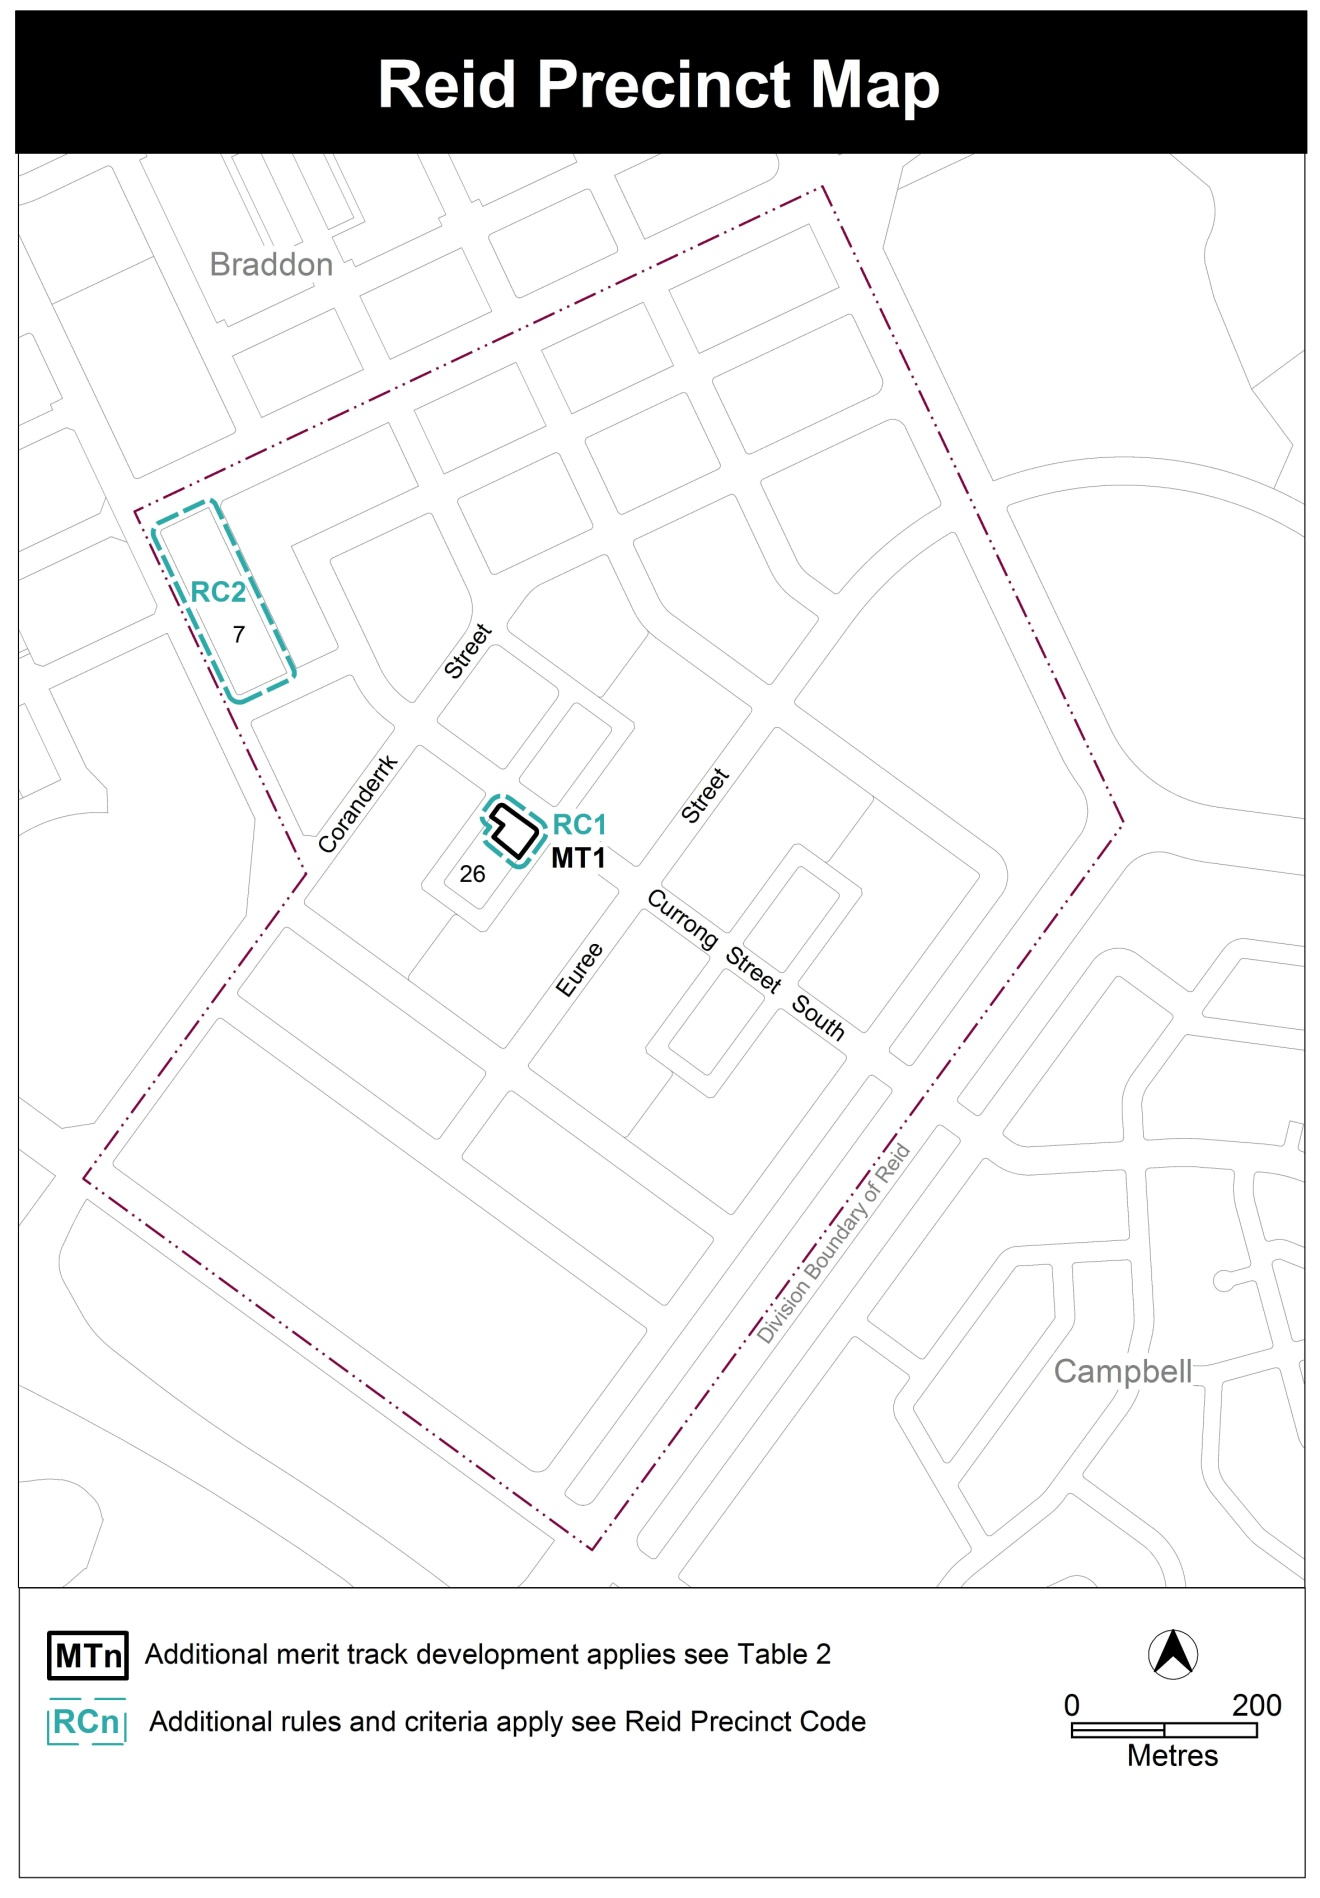 Reid Precinct Map
Braddon
RC2
7
Street
Coranderrk
Street
RC1
MT1
26
Currong Street South
Euree
Division Boundary of Reid
Campbell
MTn Additional merit track development applies see Table 2
RCn Additional rules and criteria apply see Reid Precinct Code
0 200
Metres